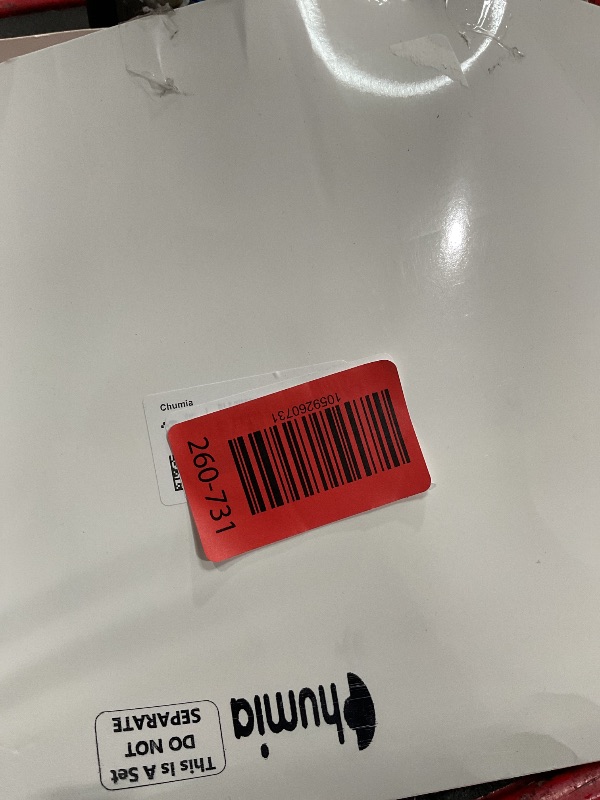 Chumia
1059260731
260-731
Chumia
This Is A Set
DO NOT
SEPARATE